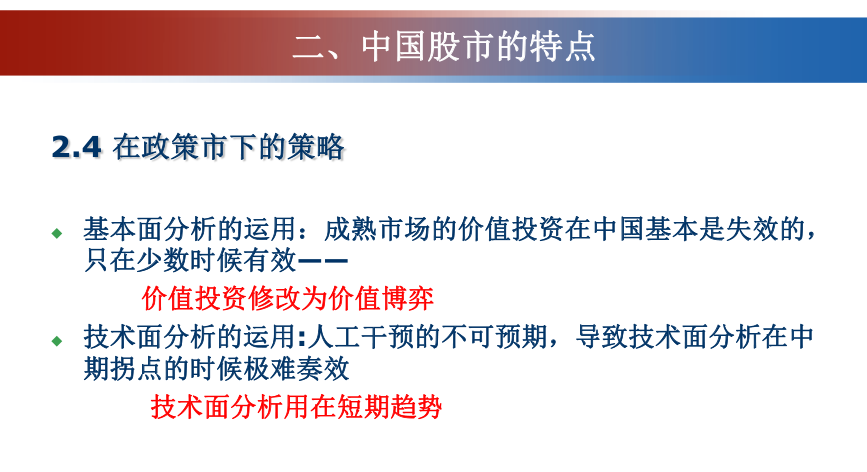 二、中国股市的特点
2.4 在政策市下的策略
基本面分析的运用：成熟市场的价值投资在中国基本是失效的，
只在少数时候有效——
价值投资修改为价值博弈
技术面分析的运用:人工干预的不可预期，导致技术面分析在中
期拐点的时候极难奏效
技术面分析用在短期趋势